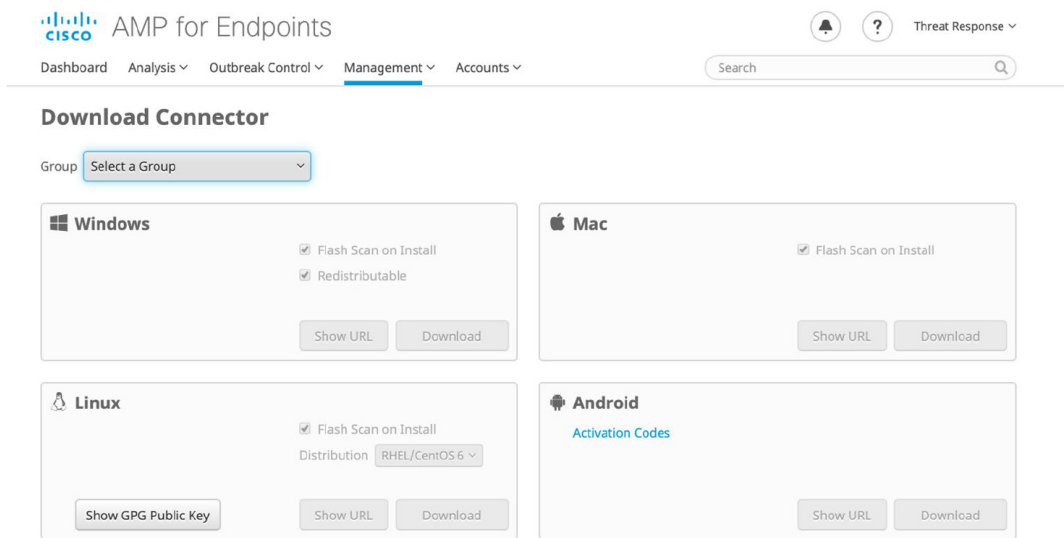 CISCO AMP for Endpoints
? Threat Response
Dashboard Analysis Outbreak Control Management Accounts Search
Download Connector
Group Select a Group
Windows
Flash Scan on Install
Redistributable
Show URL Download
Mac
Flash Scan on Install
Show URL Download
Linux
Flash Scan on Install
Distribution RHEL/CentOS 6
Show GPG Public Key Show URL Download
Android
Activation Codes
Show URL Download